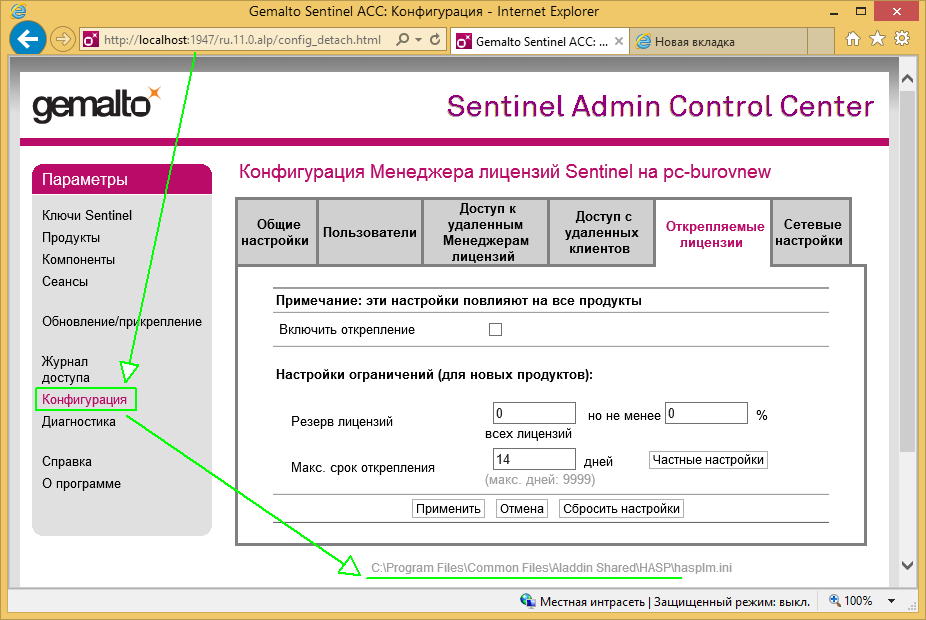 Gemalto Sentinel ACC: Конфигурация - Internet Explorer
http://localhost:1947/ru.11.0.alp/config_detach.html
Gemalto Sentinel ACC: ...
Новая вкладка
gemalto
Sentinel Admin Control Center
Параметры
Ключи Sentinel
Продукты
Компоненты
Сеансы
Обновление/прикрепление
Журнал
доступа
Конфигурация
Диагностика
Справка
О программе
Конфигурация Менеджера лицензий Sentinel на pc-burovnew
Общие
настройки
Пользователи
Доступ к
удаленным
Менеджерам
лицензий
Доступ с
удаленных
клиентов
Открепляемые
лицензии
Сетевые
настройки
Примечание: эти настройки повлияют на все продукты
Включить открепление
Настройки ограничений (для новых продуктов):
Резерв лицензий 0 но не менее 0 %
всех лицензий
Макс. срок открепления 14 дней Частные настройки
(макс. дней: 9999)
Применить Отмена Сбросить настройки
C:\Program Files\Common Files\Aladdin Shared\HASP\hasplm.ini
Местная интрасеть | Защищенный режим: выкл. 100%